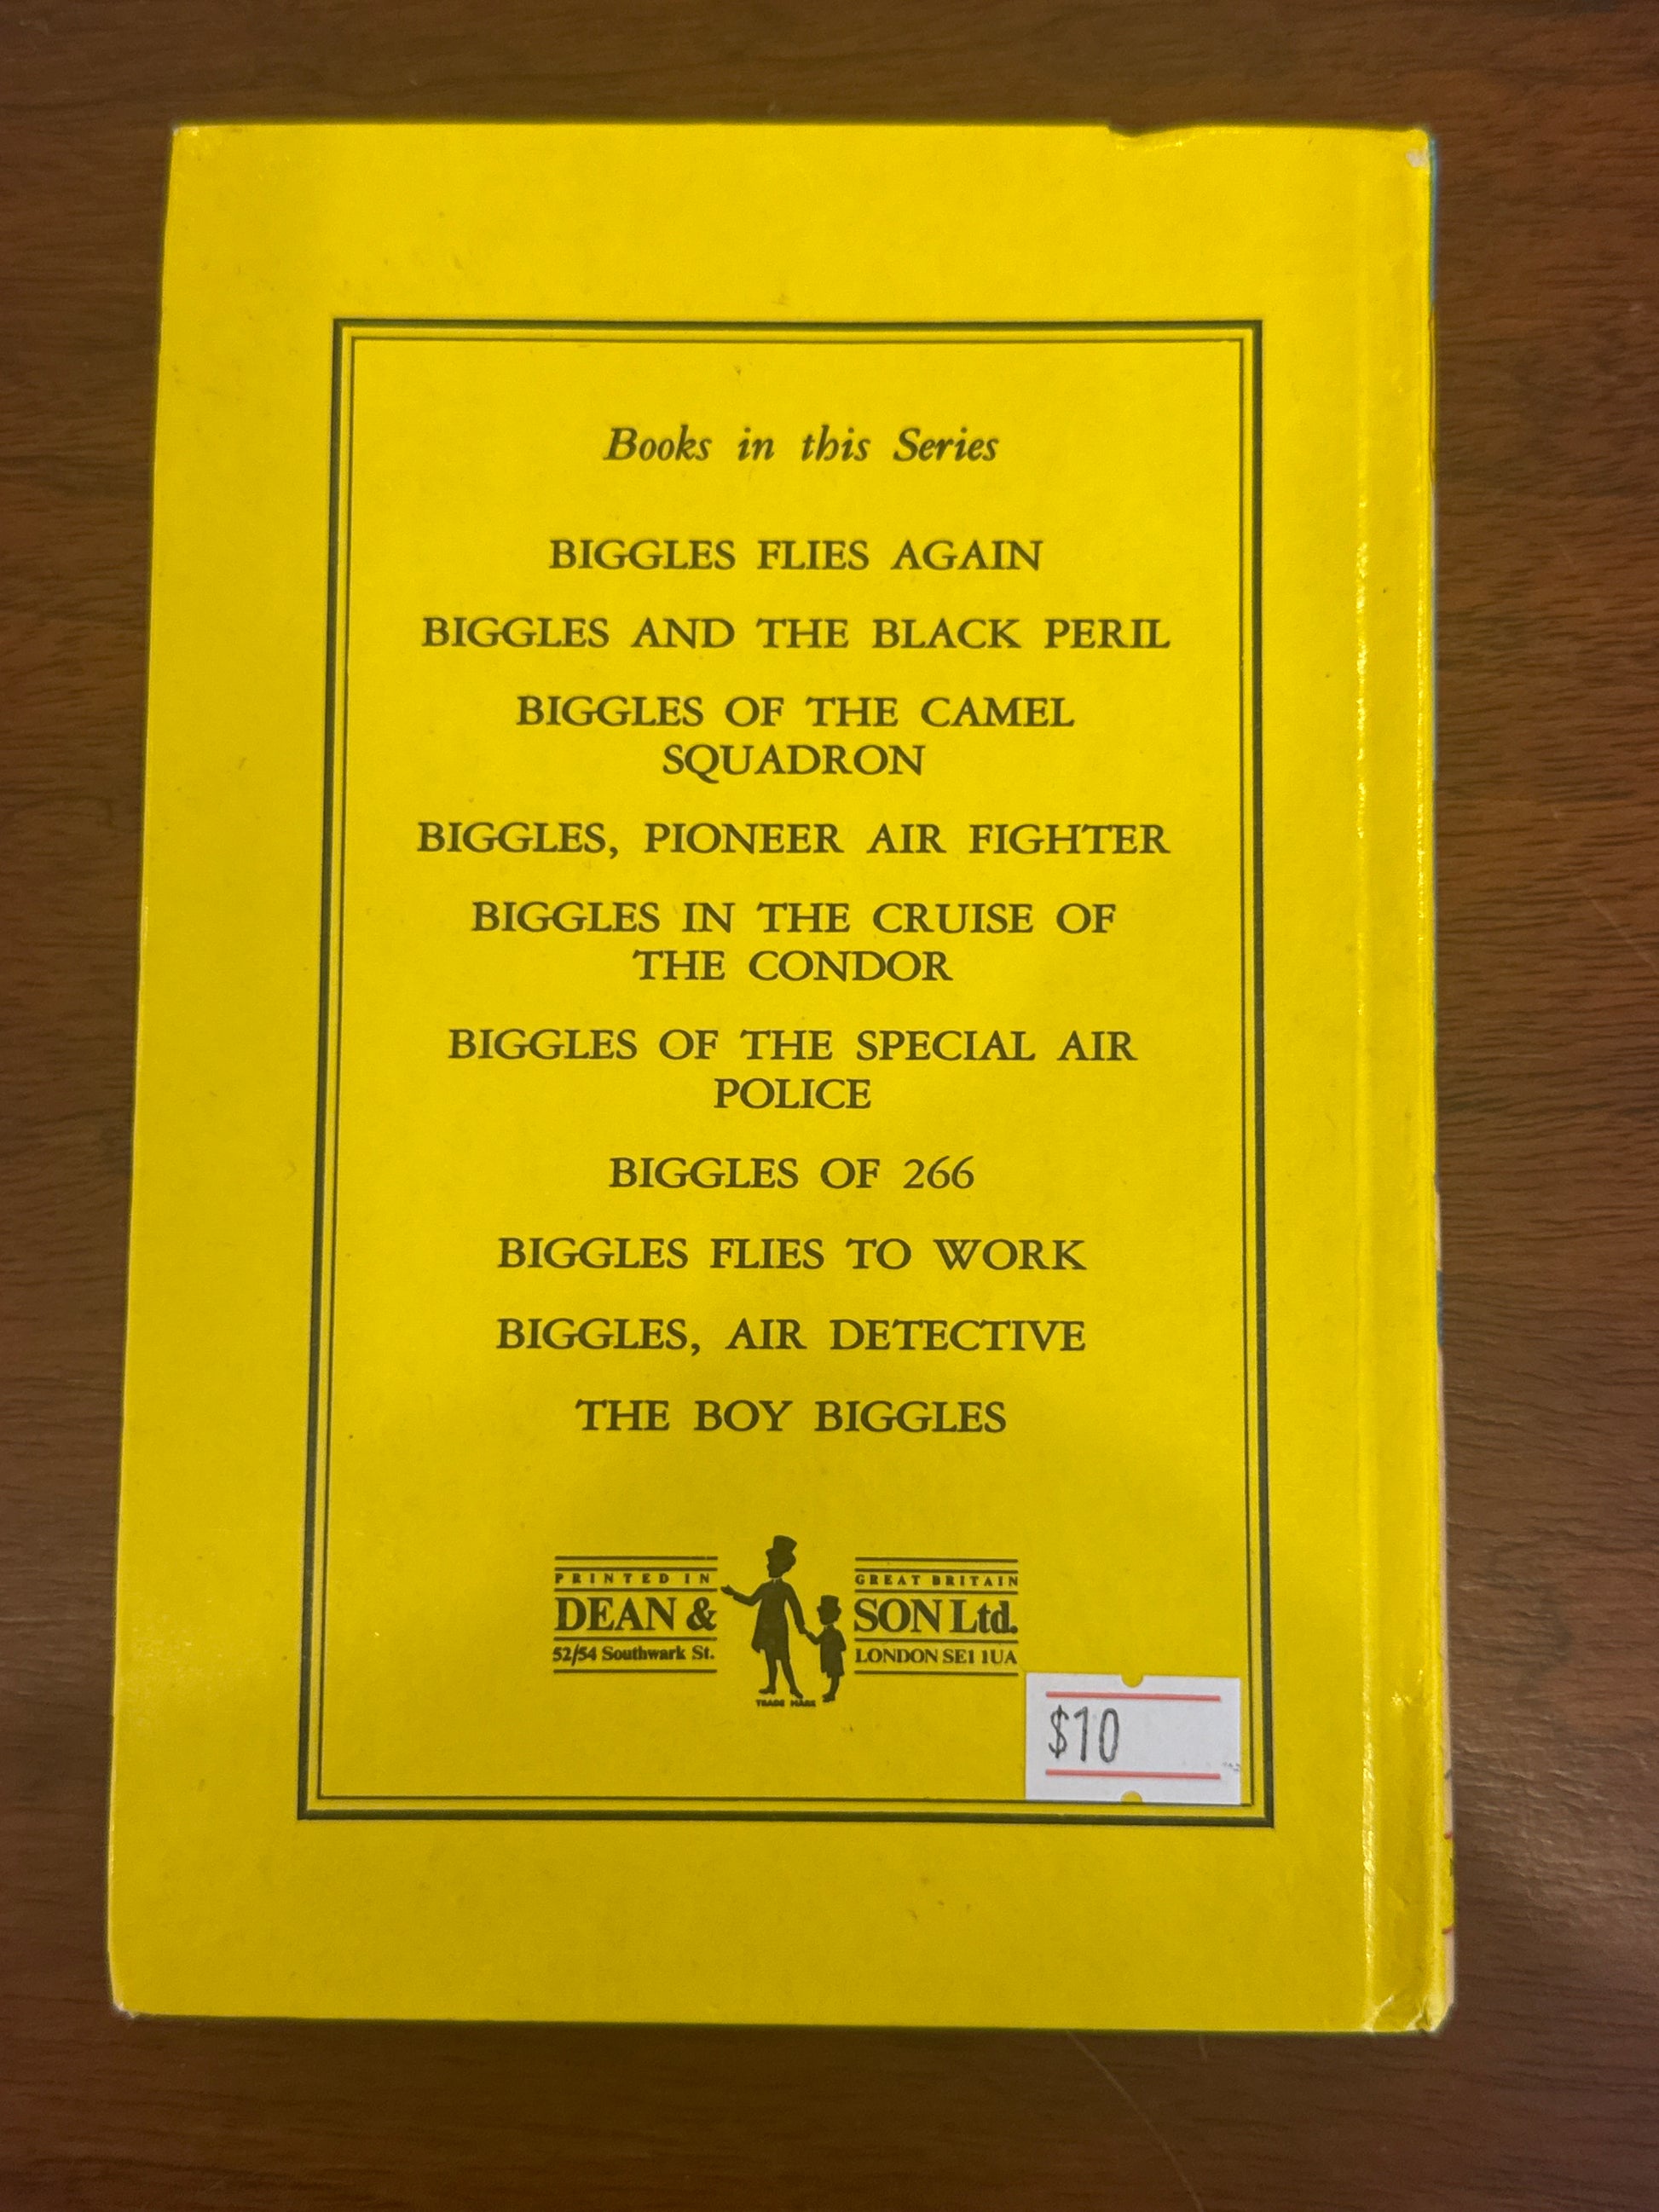 Books in this Series
BIGGLES FLIES AGAIN
BIGGLES AND THE BLACK PERIL
BIGGLES OF THE CAMEL
SQUADRON
BIGGLES, PIONEER AIR FIGHTER
BIGGLES IN THE CRUISE OF
THE CONDOR
BIGGLES OF THE SPECIAL AIR
POLICE
BIGGLES OF 266
BIGGLES FLIES TO WORK
BIGGLES, AIR DETECTIVE
THE BOY BIGGLES
PRINTED IN GREAT BRITAIN
DEAN & SON Ltd.
52/54 Southwark St. LONDON SE1 1UA
TRADE MARK
$10